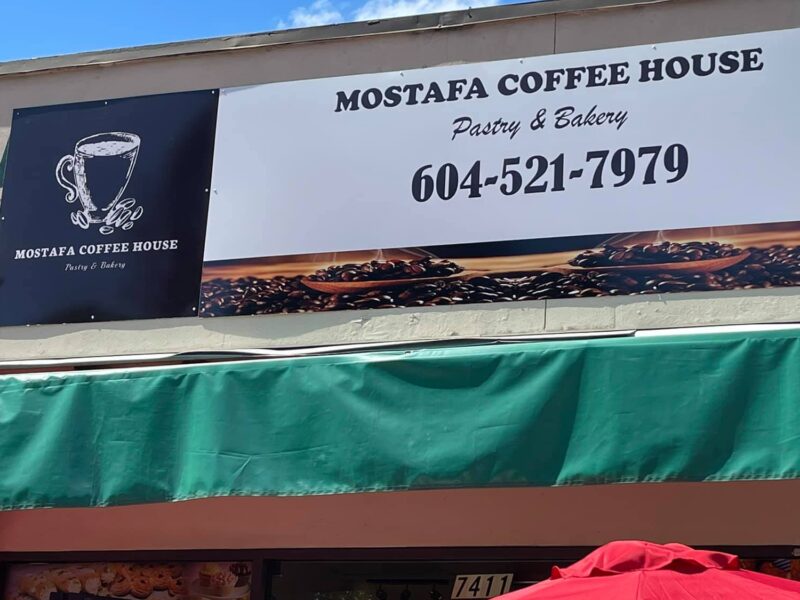 MOSTAFA COFFEE HOUSE
Pastry & Bakery
604-521-7979
MOSTAFA COFFEE HOUSE
Pastry & Bakery
7411